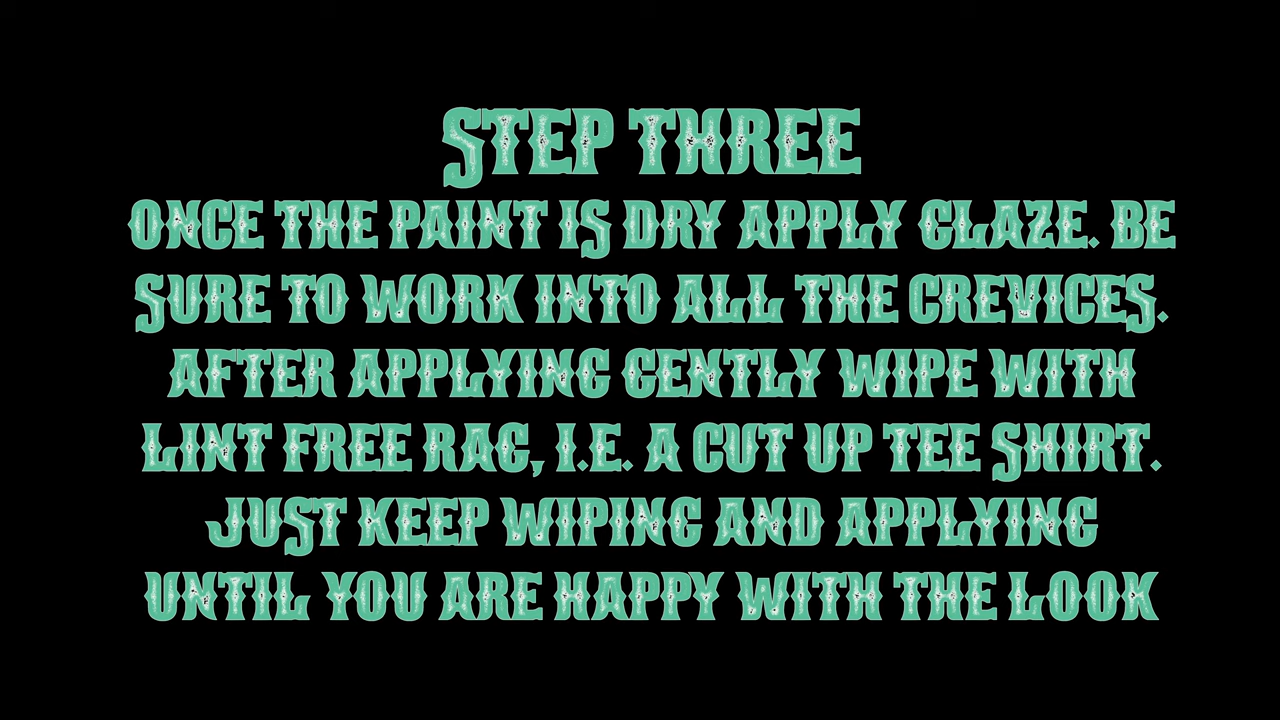 STEP THREE
ONCE THE PAINT IS DRY APPLY GLAZE. BE
SURE TO WORK INTO ALL THE CREVICES.
AFTER APPLYING GENTLY WIPE WITH
LINT FREE RAG, I.E. A CUT UP TEE SHIRT.
JUST KEEP WIPING AND APPLYING
UNTIL YOU ARE HAPPY WITH THE LOOK